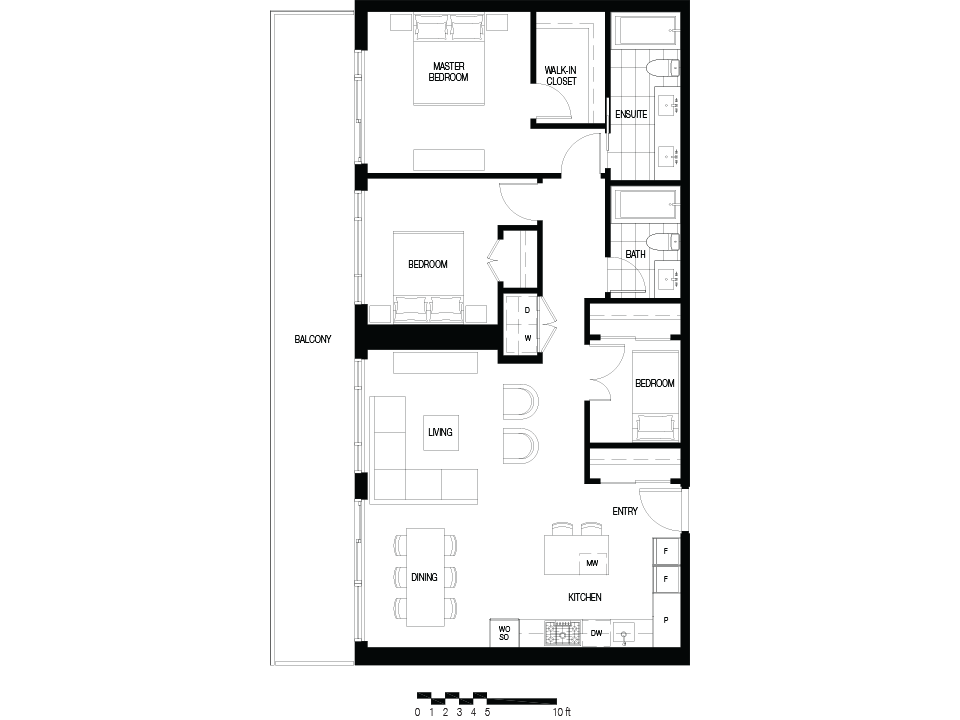 MASTER
BEDROOM
WALK-IN
CLOSET
ENSUITE
BEDROOM
BATH
D
W
BALCONY
BEDROOM
LIVING
ENTRY
F
MW
F
DINING
KITCHEN
P
WO
SO
DW
0 1 2 3 4 5 10 ft